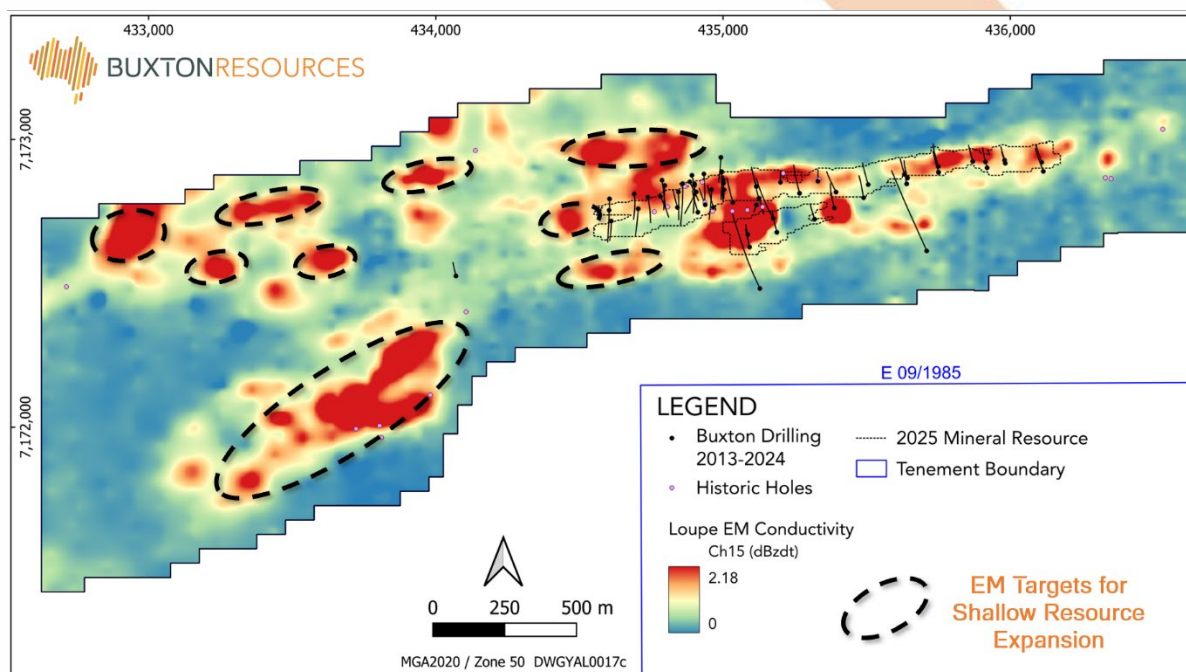 433,000
434,000
435,000
436,000
BUXTONRESOURCES
7,173,000
7,172,000
E 09/1985
LEGEND
Buxton Drilling
2013-2024
Historic Holes
2025 Mineral Resource
Tenement Boundary
Loupe EM Conductivity
Ch15 (dBzdt)
2.18
0
EM Targets for
Shallow Resource
Expansion
0 250 500 m
MGA2020 / Zone 50 DWGYAL0017c